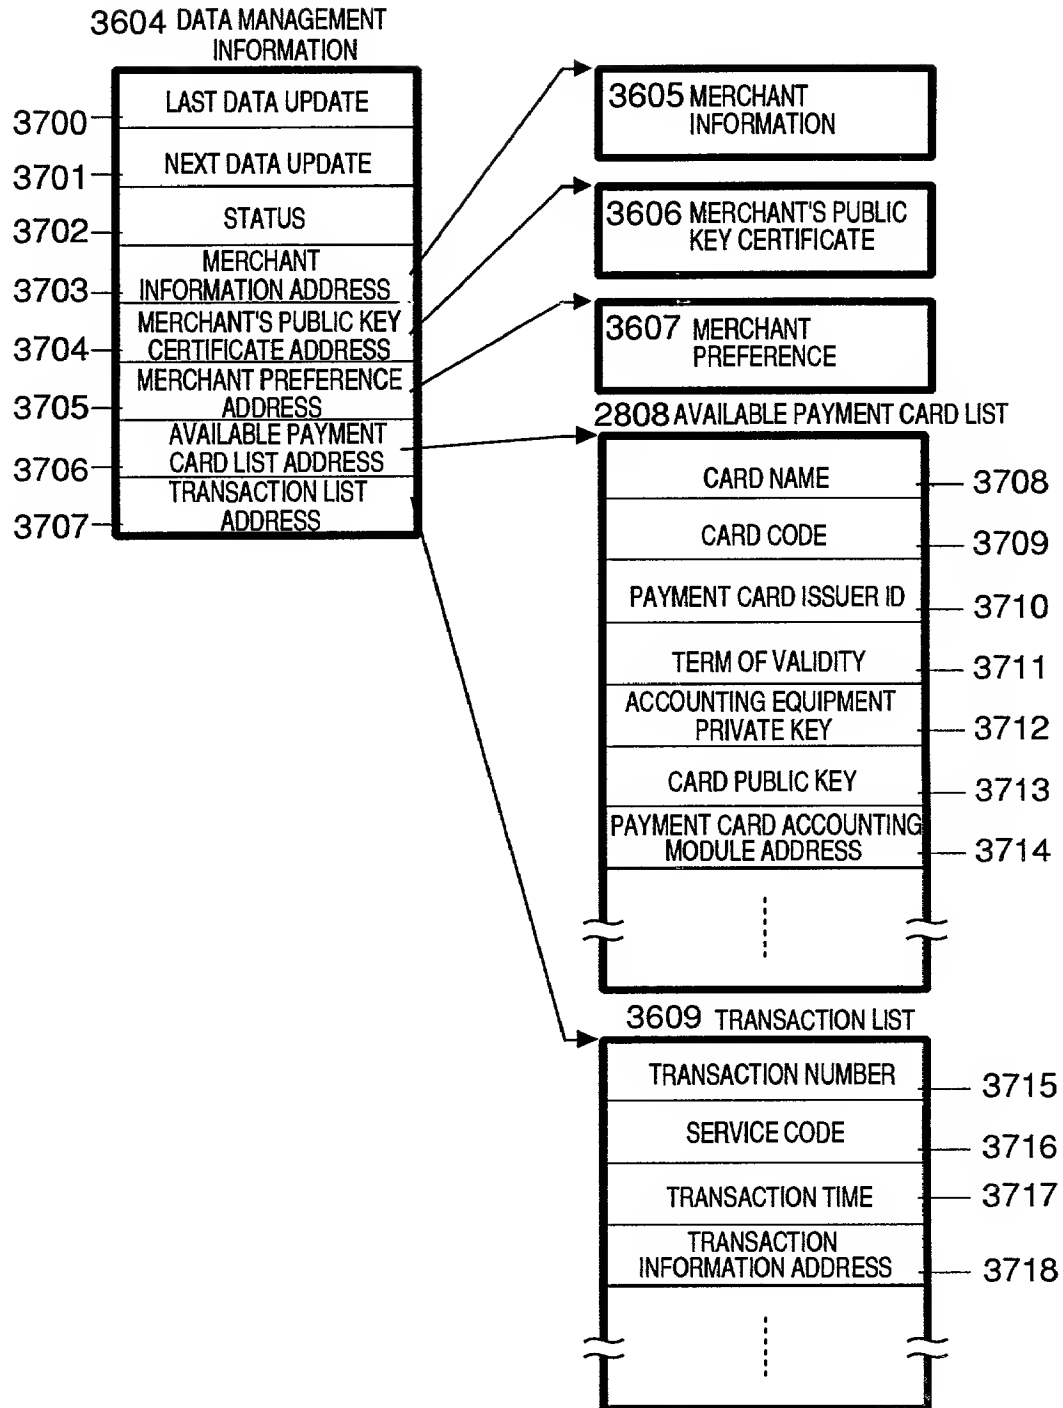 3604 DATA MANAGEMENT
INFORMATION
LAST DATA UPDATE
3700
NEXT DATA UPDATE
3701
STATUS
3702
MERCHANT
INFORMATION ADDRESS
3703
MERCHANT'S PUBLIC KEY
CERTIFICATE ADDRESS
3704
MERCHANT PREFERENCE
ADDRESS
3705
AVAILABLE PAYMENT
CARD LIST ADDRESS
3706
TRANSACTION LIST
ADDRESS
3707
3605 MERCHANT
INFORMATION
3606 MERCHANT'S PUBLIC
KEY CERTIFICATE
3607 MERCHANT
PREFERENCE
2808 AVAILABLE PAYMENT CARD LIST
CARD NAME
3708
CARD CODE
3709
PAYMENT CARD ISSUER ID
3710
TERM OF VALIDITY
3711
ACCOUNTING EQUIPMENT
PRIVATE KEY
3712
CARD PUBLIC KEY
3713
PAYMENT CARD ACCOUNTING
MODULE ADDRESS
3714
3609 TRANSACTION LIST
TRANSACTION NUMBER
3715
SERVICE CODE
3716
TRANSACTION TIME
3717
TRANSACTION
INFORMATION ADDRESS
3718